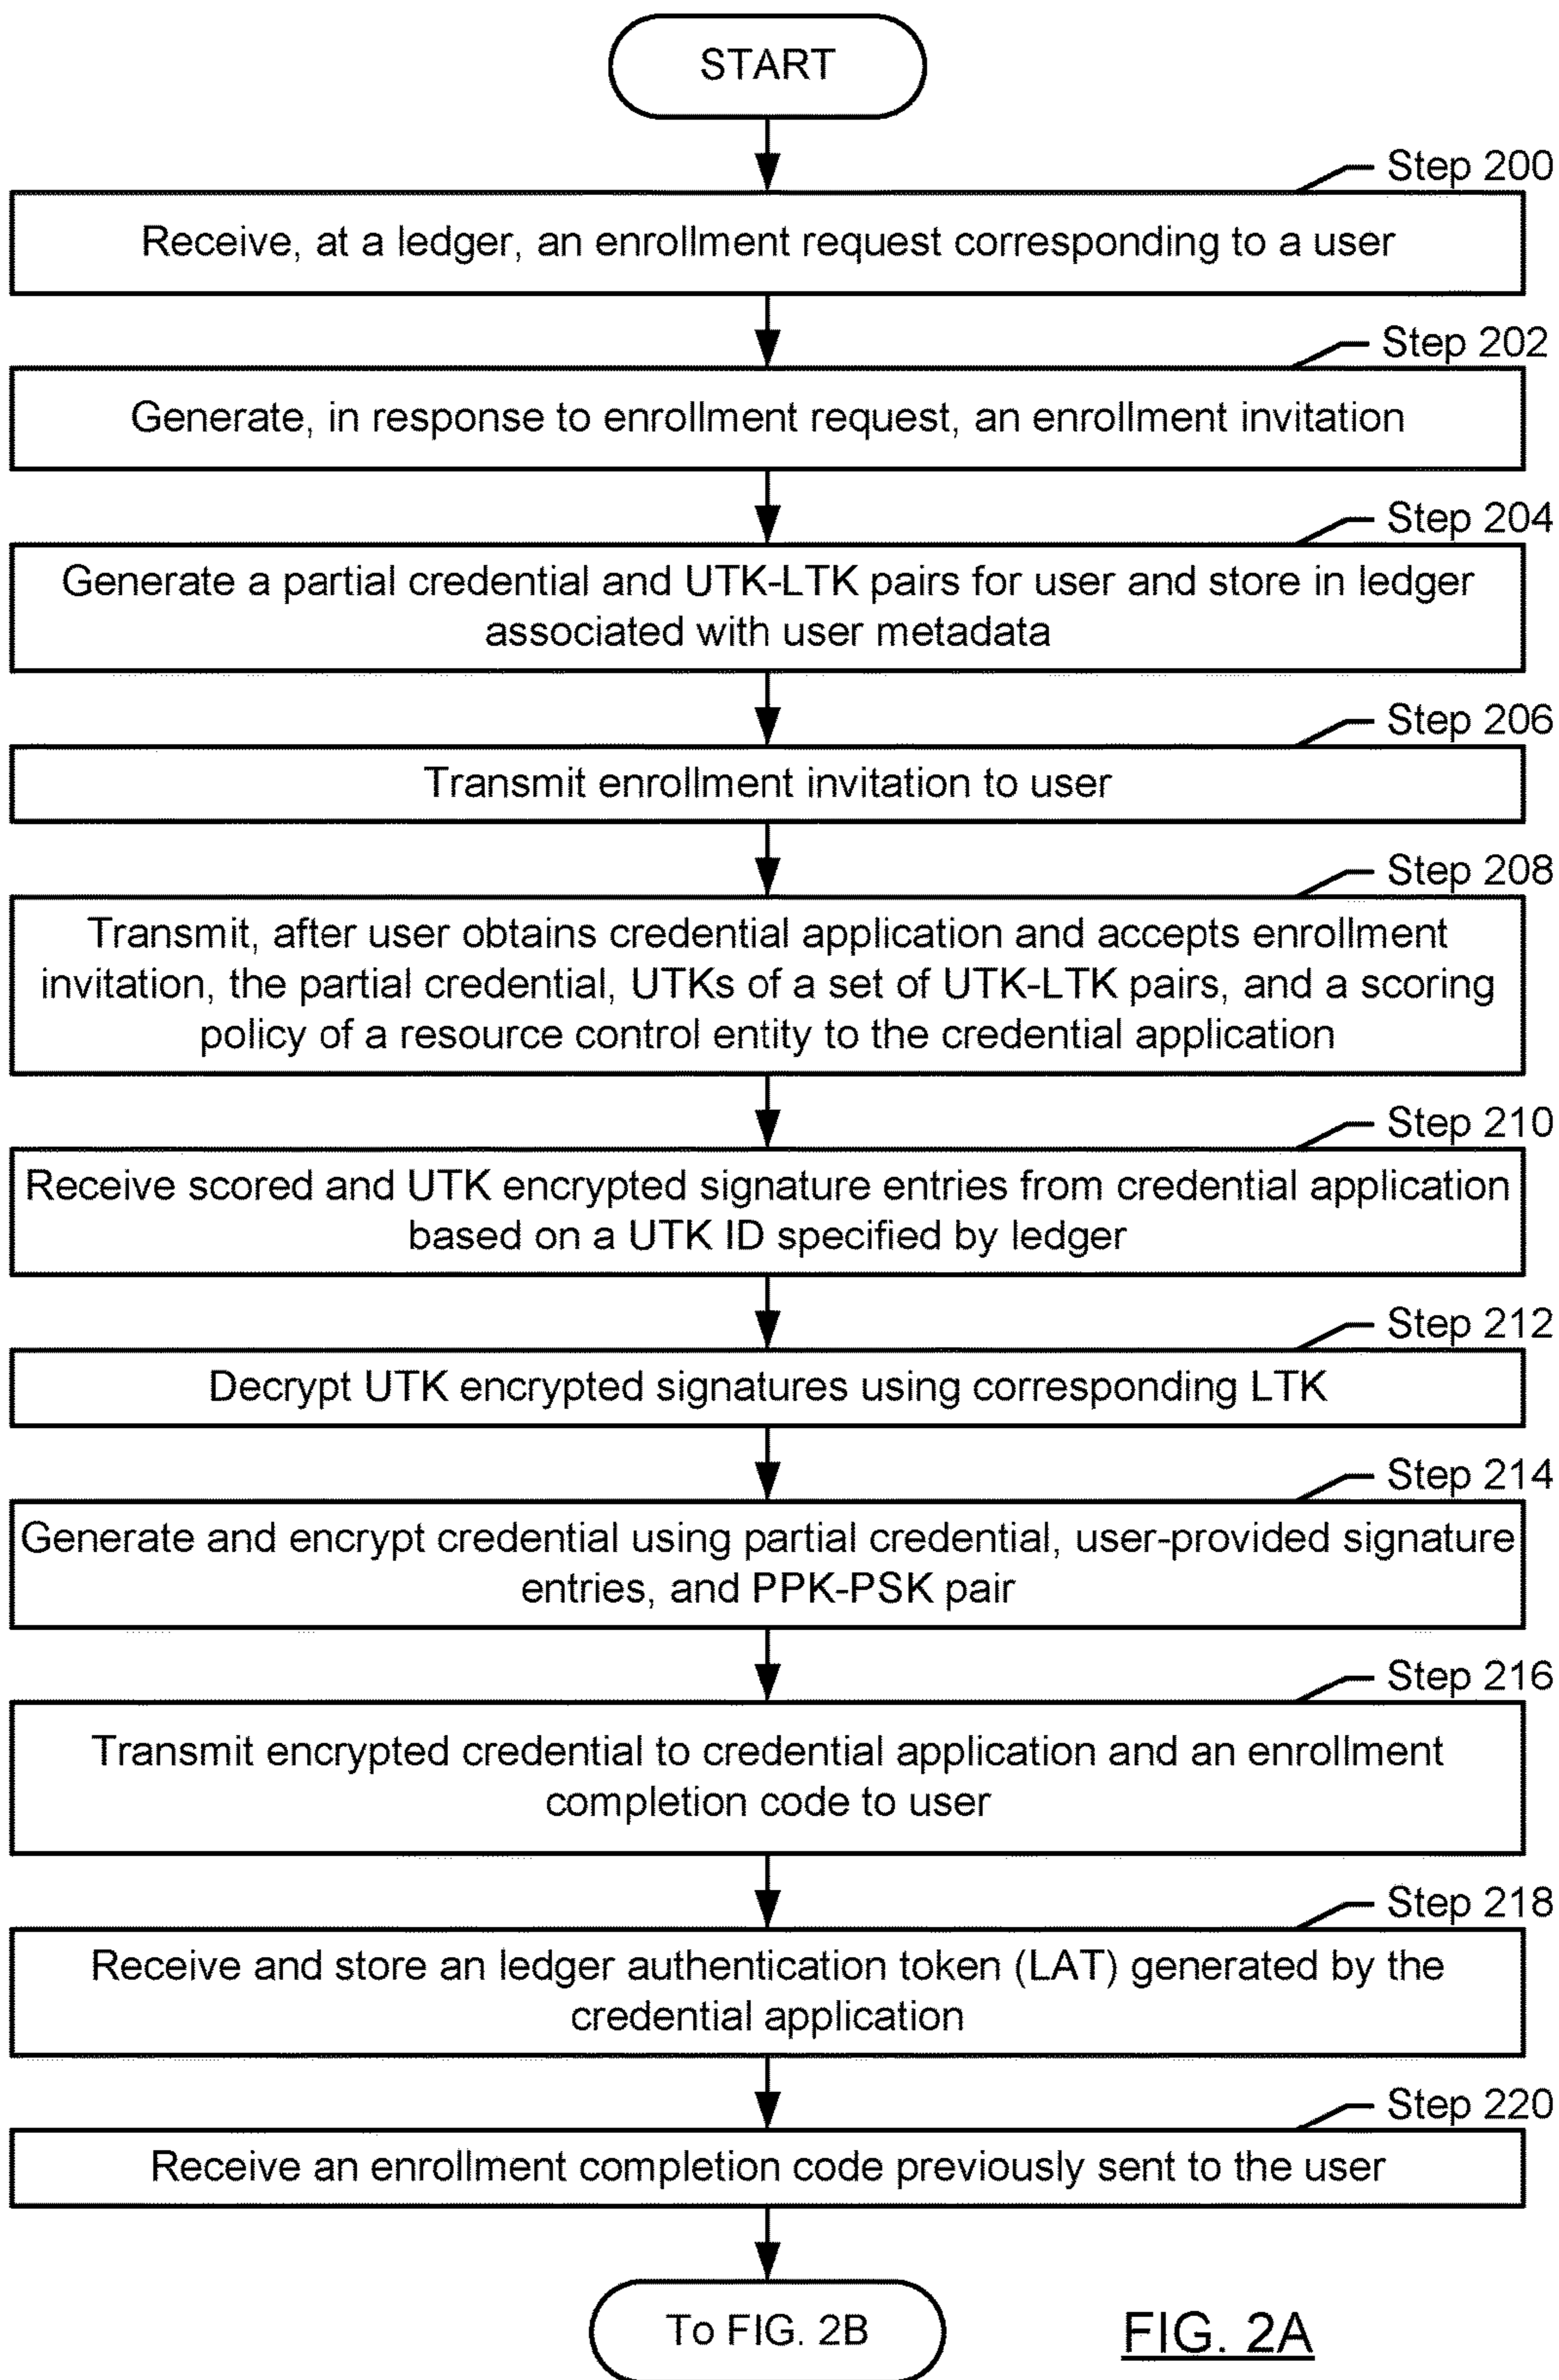 START
Step 200
Receive, at a ledger, an enrollment request corresponding to a user
Step 202
Generate, in response to enrollment request, an enrollment invitation
Step 204
Generate a partial credential and UTK-LTK pairs for user and store in ledger
associated with user metadata
Step 206
Transmit enrollment invitation to user
Step 208
Transmit, after user obtains credential application and accepts enrollment
invitation, the partial credential, UTKs of a set of UTK-LTK pairs, and a scoring
policy of a resource control entity to the credential application
Step 210
Receive scored and UTK encrypted signature entries from credential application
based on a UTK ID specified by ledger
Step 212
Decrypt UTK encrypted signatures using corresponding LTK
Step 214
Generate and encrypt credential using partial credential, user-provided signature
entries, and PPK-PSK pair
Step 216
Transmit encrypted credential to credential application and an enrollment
completion code to user
Step 218
Receive and store an ledger authentication token (LAT) generated by the
credential application
Step 220
Receive an enrollment completion code previously sent to the user
To FIG. 2B
FIG. 2A